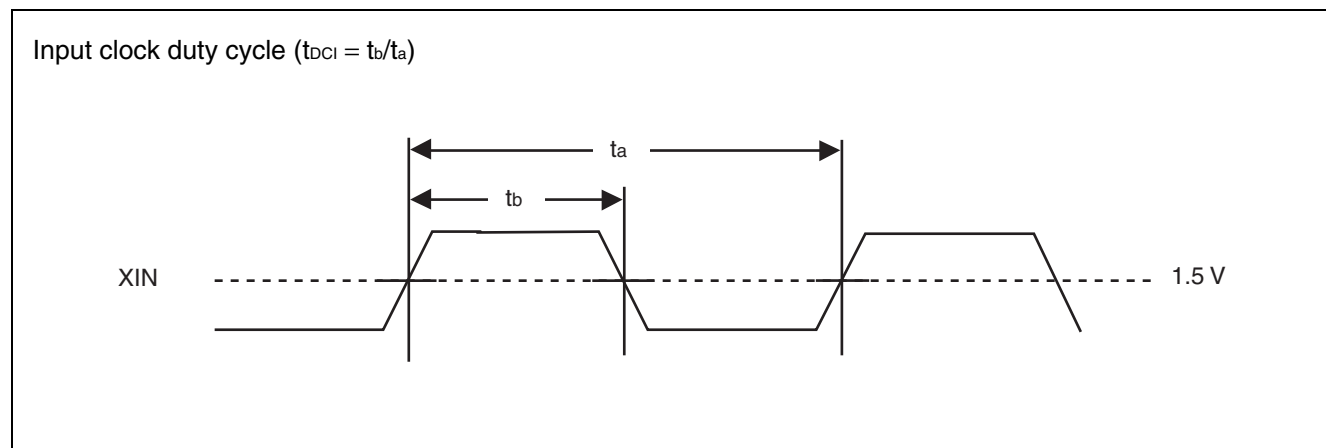 Input clock duty cycle (tDCI = tb/ta)
ta
tb
XIN
1.5 V